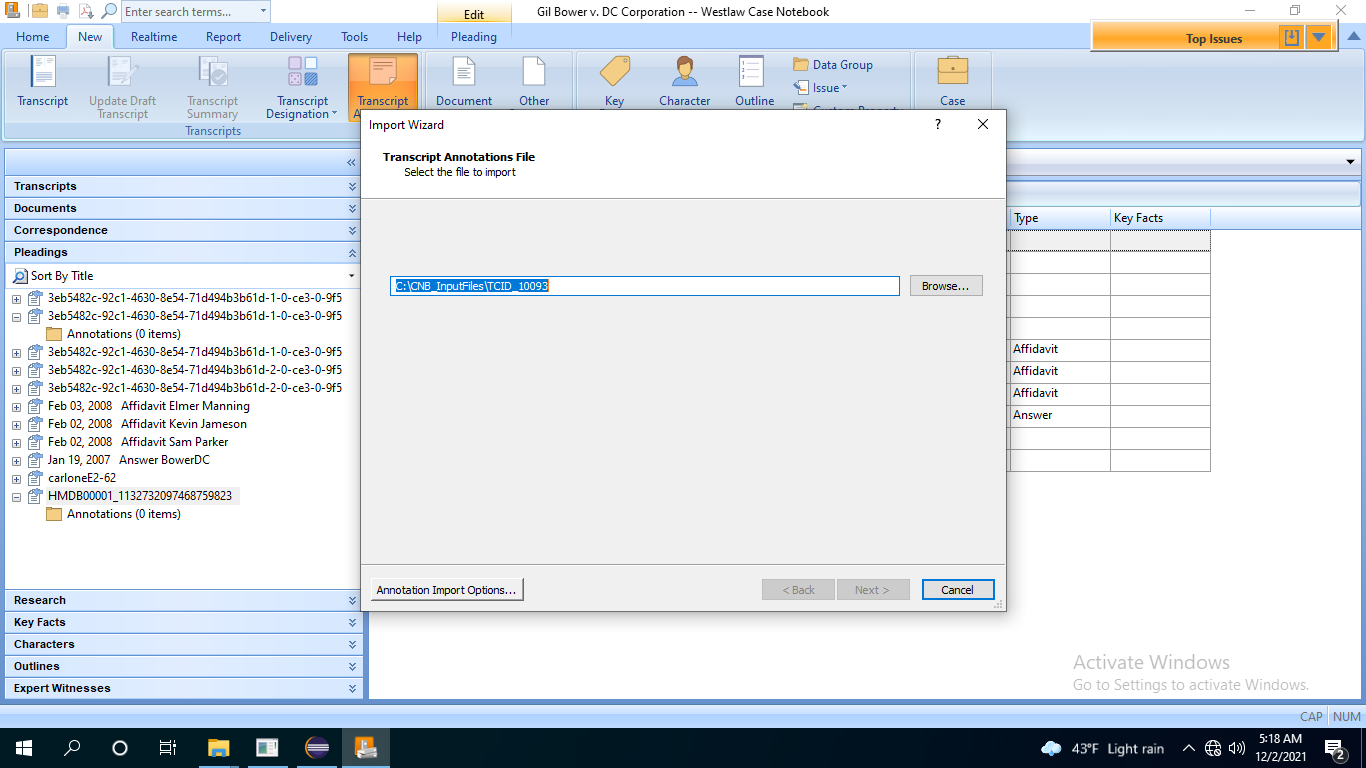 Enter search terms...
Edit
Gil Bower v. DC Corporation -- Westlaw Case Notebook
Home New Realtime Report Delivery Tools Help Pleading
Top Issues
Transcript
Update Draft Transcript
Transcript Summary
Transcript Designation
Transcript
Document
Other
Key
Character
Outline
Data Group
Issue
Case
Transcripts
Import Wizard
?
Transcript Annotations File
Select the file to import
C:\CNB_InputFiles\TCID_10093
Browse...
Annotation Import Options...
< Back
Next >
Cancel
Transcripts
Documents
Correspondence
Pleadings
Sort By Title
3eb5482c-92c1-4630-8e54-71d494b3b61d-1-0-ce3-0-9f5
3eb5482c-92c1-4630-8e54-71d494b3b61d-1-0-ce3-0-9f5
Annotations (0 items)
3eb5482c-92c1-4630-8e54-71d494b3b61d-1-0-ce3-0-9f5
3eb5482c-92c1-4630-8e54-71d494b3b61d-2-0-ce3-0-9f5
3eb5482c-92c1-4630-8e54-71d494b3b61d-2-0-ce3-0-9f5
Feb 03, 2008 Affidavit Elmer Manning
Feb 02, 2008 Affidavit Kevin Jameson
Feb 02, 2008 Affidavit Sam Parker
Jan 19, 2007 Answer BowerDC
carloneE2-62
HMDB00001_1132732097468759823
Annotations (0 items)
Research
Key Facts
Characters
Outlines
Expert Witnesses
Type Key Facts
Affidavit
Affidavit
Affidavit
Answer
Activate Windows
Go to Settings to activate Windows.
CAP NUM
43°F Light rain
5:18 AM
12/2/2021
2